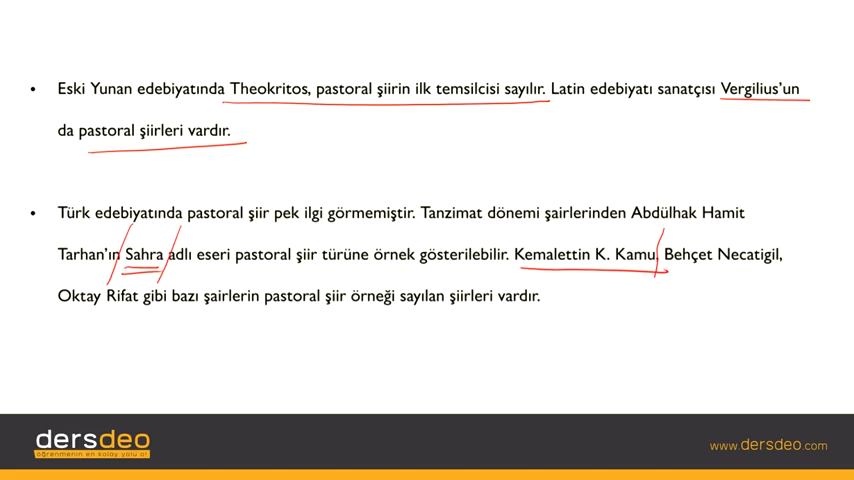 • Eski Yunan edebiyatında Theokritos, pastoral şiirin ilk temsilcisi sayılır. Latin edebiyatı sanatçısı Vergilius’un
da pastoral şiirleri vardır.
• Türk edebiyatında pastoral şiir pek ilgi görmemiştir. Tanzimat dönemi şairlerinden Abdülhak Hamit
Tarhan’ın Sahra adlı eseri pastoral şiir türüne örnek gösterilebilir. Kemalettin K. Kamu, Behçet Necatigil,
Oktay Rifat gibi bazı şairlerin pastoral şiir örneği sayılan şiirleri vardır.
dersdeo
öğrenmenin en kolay yolu o!
www.dersdeo.com